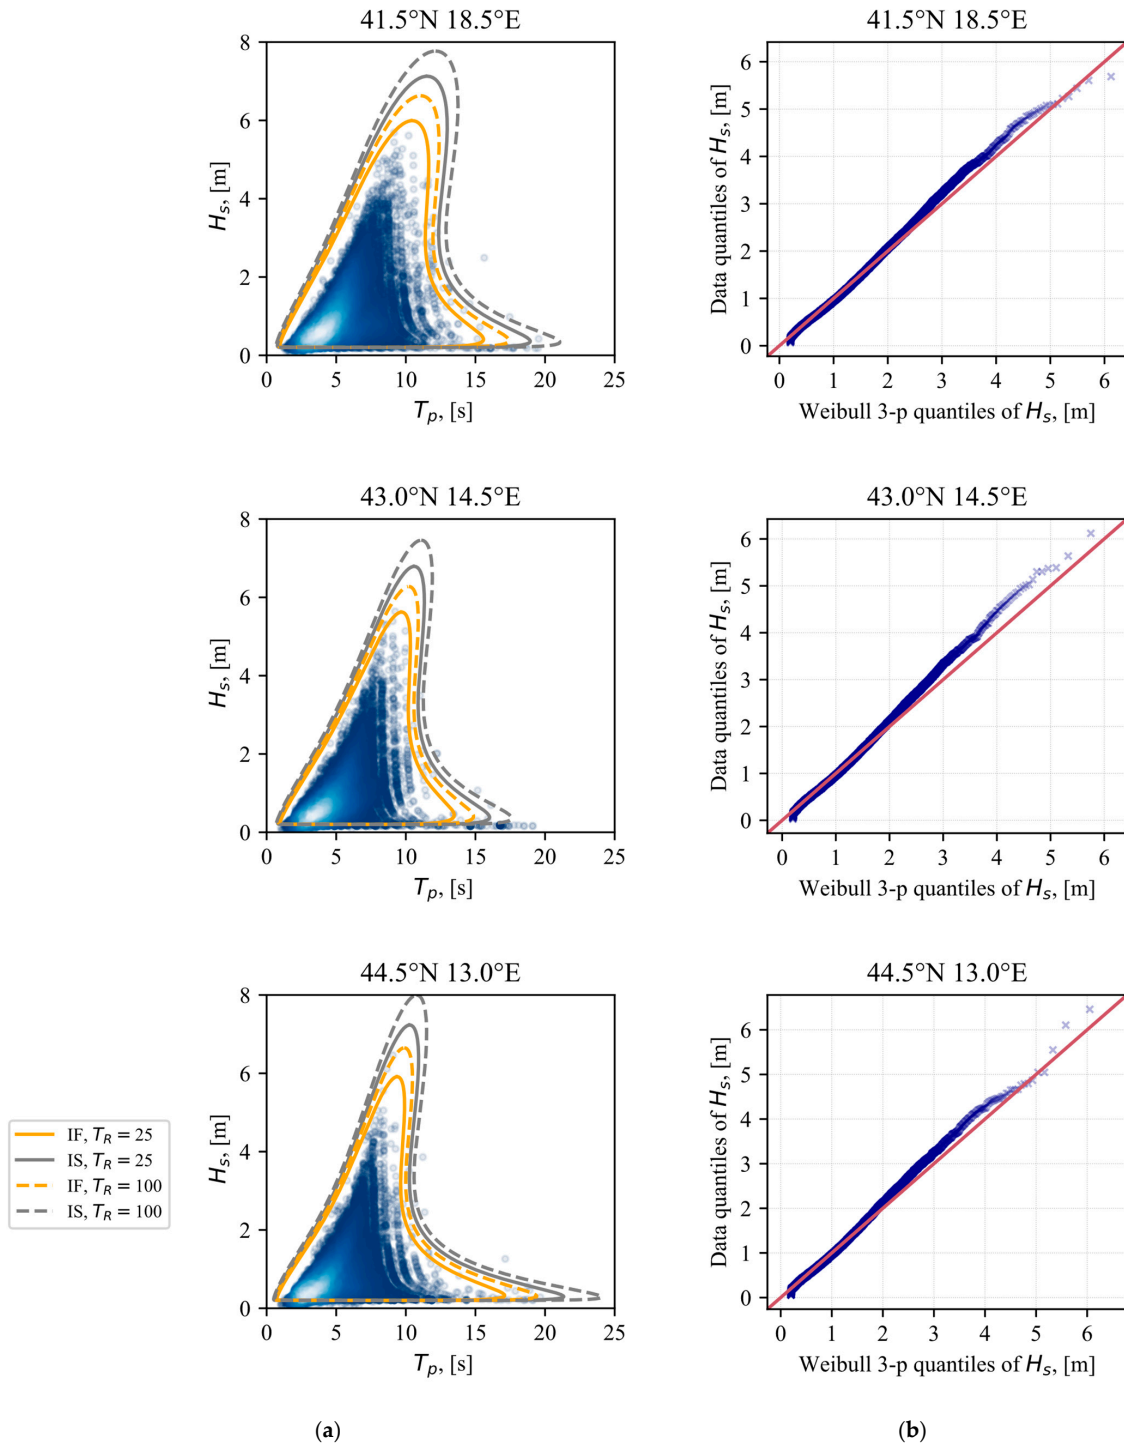 41.5°N 18.5°E
8
6
4
2
0
H_s, [m]
0 5 10 15 20 25
T_p, [s]
41.5°N 18.5°E
6
5
4
3
2
1
0
Data quantiles of H_s, [m]
0 1 2 3 4 5 6
Weibull 3-p quantiles of H_s, [m]
43.0°N 14.5°E
8
6
4
2
0
H_s, [m]
0 5 10 15 20 25
T_p, [s]
43.0°N 14.5°E
6
5
4
3
2
1
0
Data quantiles of H_s, [m]
0 1 2 3 4 5 6
Weibull 3-p quantiles of H_s, [m]
IF, T_R = 25
IS, T_R = 25
IF, T_R = 100
IS, T_R = 100
44.5°N 13.0°E
8
6
4
2
0
H_s, [m]
0 5 10 15 20 25
T_p, [s]
44.5°N 13.0°E
6
5
4
3
2
1
0
Data quantiles of H_s, [m]
0 1 2 3 4 5 6
Weibull 3-p quantiles of H_s, [m]
(a) (b)